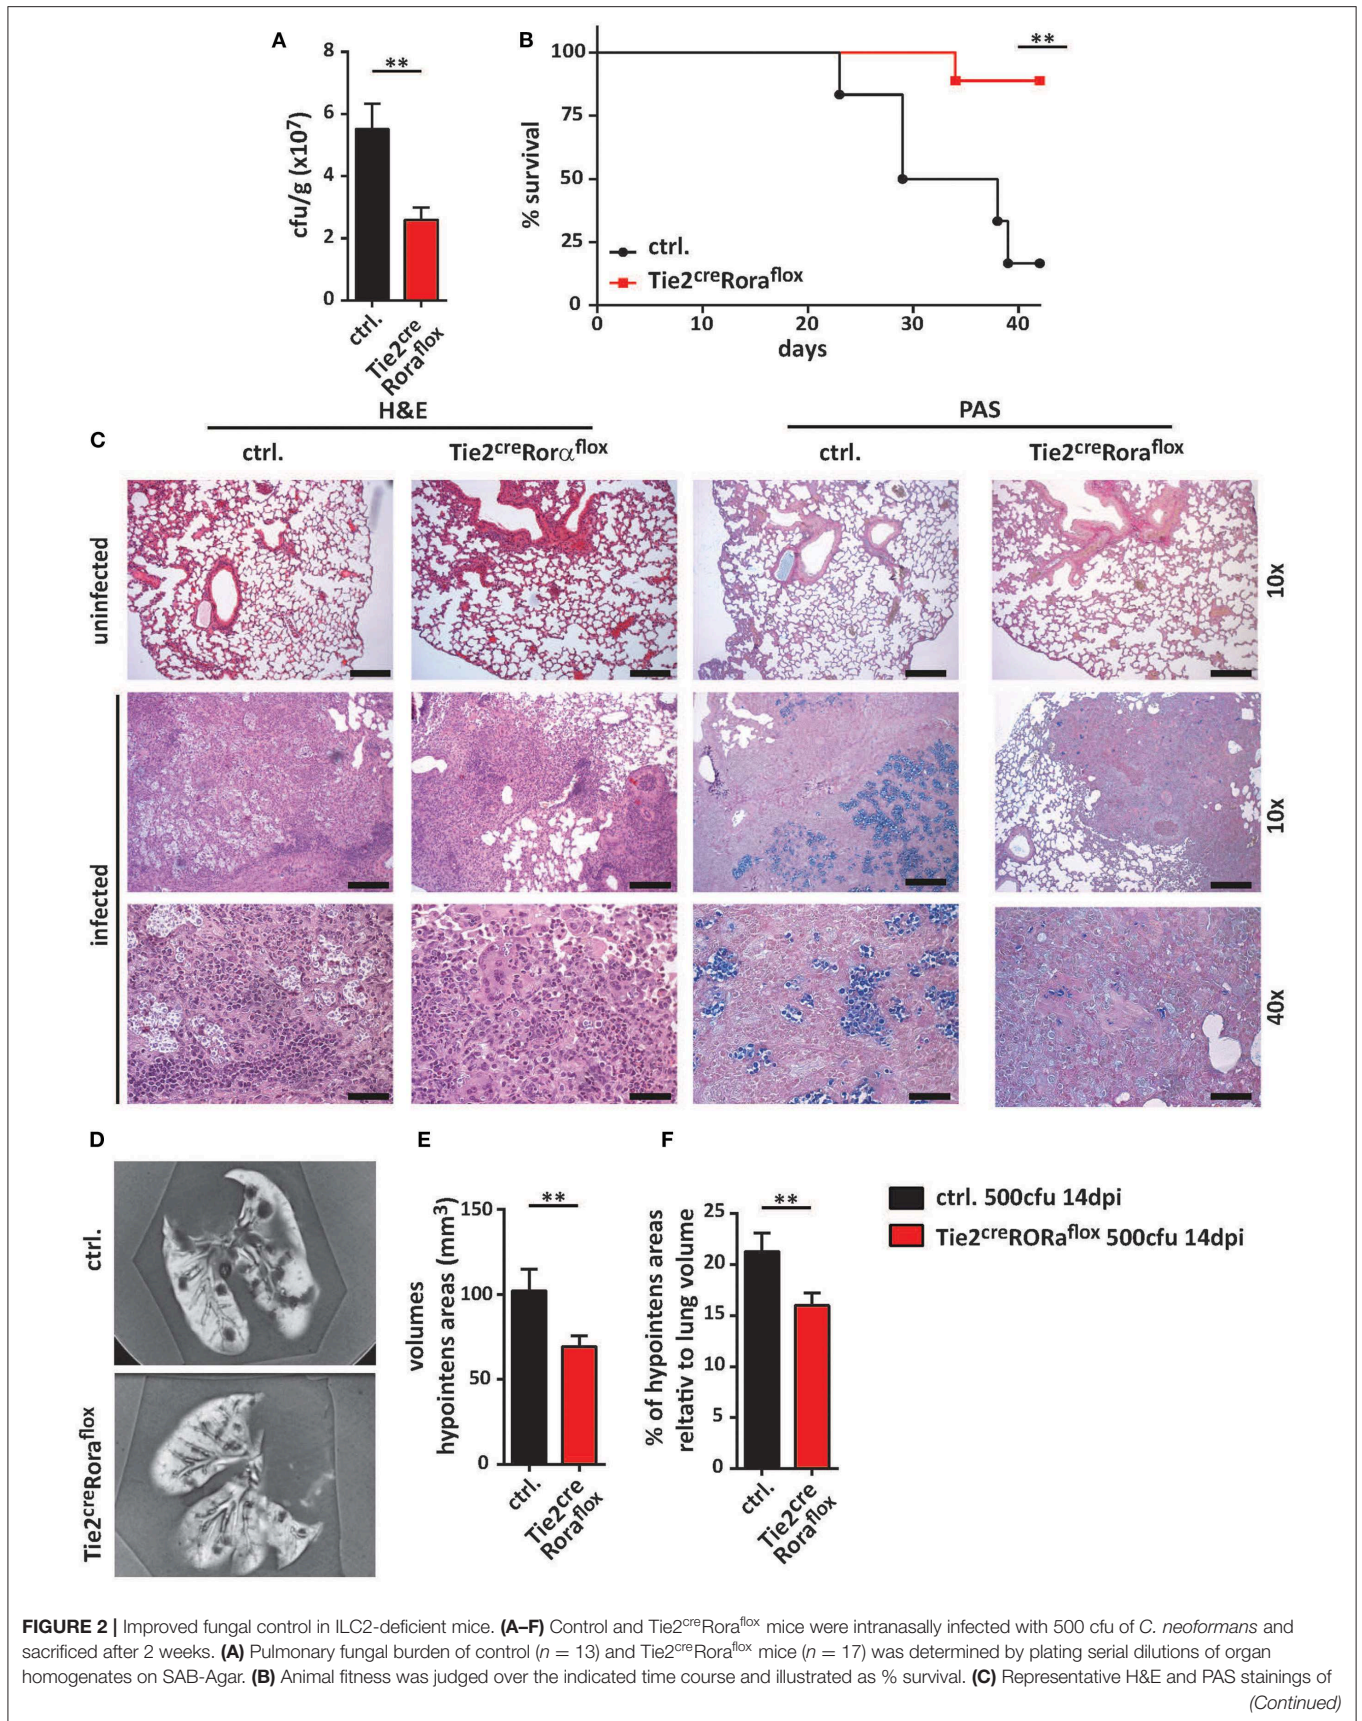 A
B
8
6
4
2
0
cfu/g (x10⁷)
**
ctrl.
Tie2ᶜʳᵉ
Roraᶠˡᵒˣ
100
75
50
25
0
% survival
**
ctrl.
Tie2ᶜʳᵉRoraᶠˡᵒˣ
0 10 20 30 40
days
H&E PAS
C
ctrl. Tie2ᶜʳᵉRorαᶠˡᵒˣ ctrl. Tie2ᶜʳᵉRoraᶠˡᵒˣ
uninfected
10x
infected
10x
40x
D
ctrl.
Tie2ᶜʳᵉRoraᶠˡᵒˣ
E
volumes
hypointens areas (mm³)
150
100
50
0
**
ctrl.
Tie2ᶜʳᵉ
Roraᶠˡᵒˣ
F
% of hypointens areas
reltativ to lung volume
25
20
15
10
5
0
**
ctrl.
Tie2ᶜʳᵉ
Roraᶠˡᵒˣ
ctrl. 500cfu 14dpi
Tie2ᶜʳᵉRORaᶠˡᵒˣ 500cfu 14dpi
FIGURE 2 | Improved fungal control in ILC2-deficient mice. (A–F) Control and Tie2ᶜʳᵉRoraᶠˡᵒˣ mice were intranasally infected with 500 cfu of C. neoformans and
sacrificed after 2 weeks. (A) Pulmonary fungal burden of control (n = 13) and Tie2ᶜʳᵉRoraᶠˡᵒˣ mice (n = 17) was determined by plating serial dilutions of organ
homogenates on SAB-Agar. (B) Animal fitness was judged over the indicated time course and illustrated as % survival. (C) Representative H&E and PAS stainings of
(Continued)